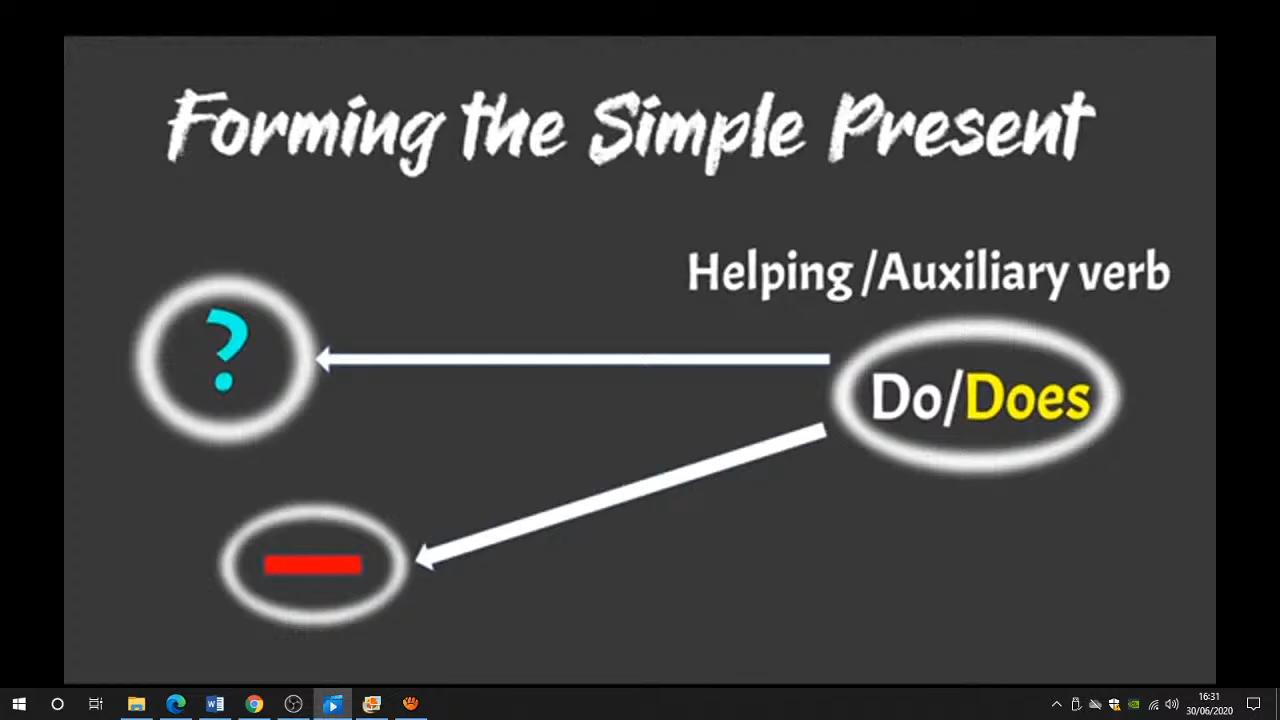 Forming the Simple Present
Helping /Auxiliary verb
?
Do/Does
16:31
30/06/2020